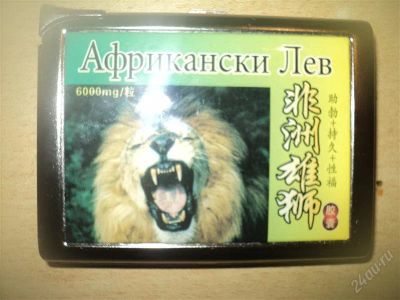 Африкански Лев
6000mg/粒
非洲雄狮
胶囊
助勃+持久+性福
24au.ru